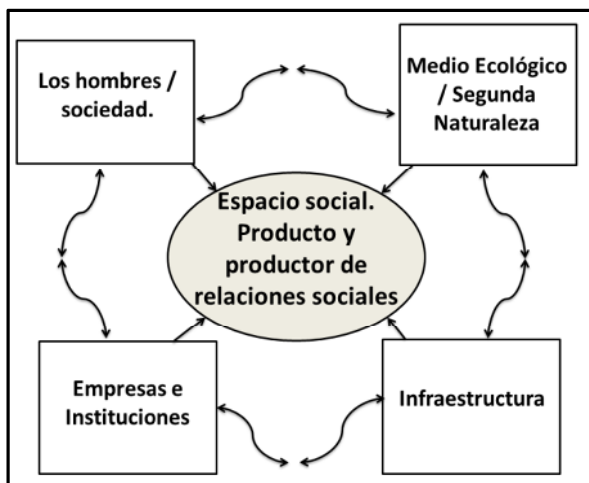 Los hombres /
sociedad.
Medio Ecológico
/ Segunda
Naturaleza
Espacio social.
Producto y
productor de
relaciones sociales
Empresas e
Instituciones
Infraestructura